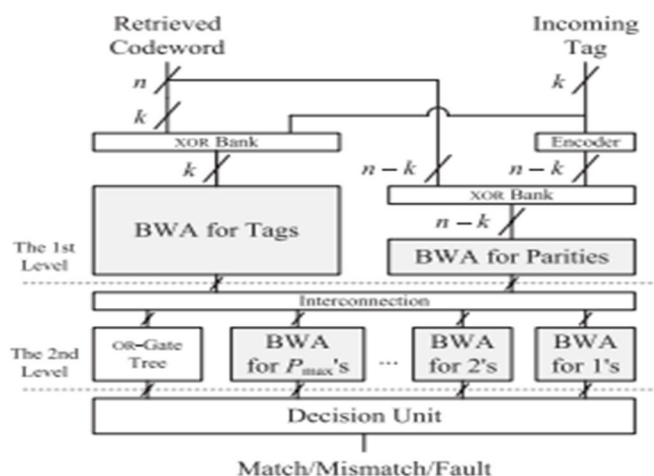 Retrieved
Codeword
Incoming
Tag
n
k
k
XOR Bank
Encoder
k
n − k
n − k
XOR Bank
n − k
BWA for Tags
BWA for Parities
The 1st
Level
Interconnection
The 2nd
Level
OR-Gate
Tree
BWA
for Pmax's
...
BWA
for 2's
BWA
for 1's
Decision Unit
Match/Mismatch/Fault